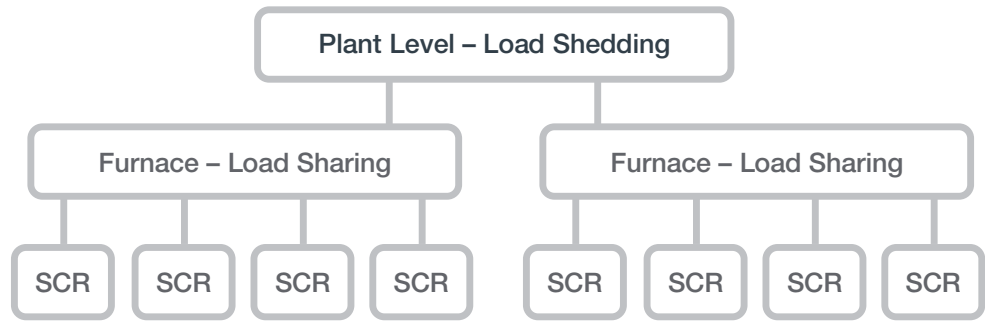 Plant Level – Load Shedding
Furnace – Load Sharing
Furnace – Load Sharing
SCR
SCR
SCR
SCR
SCR
SCR
SCR
SCR